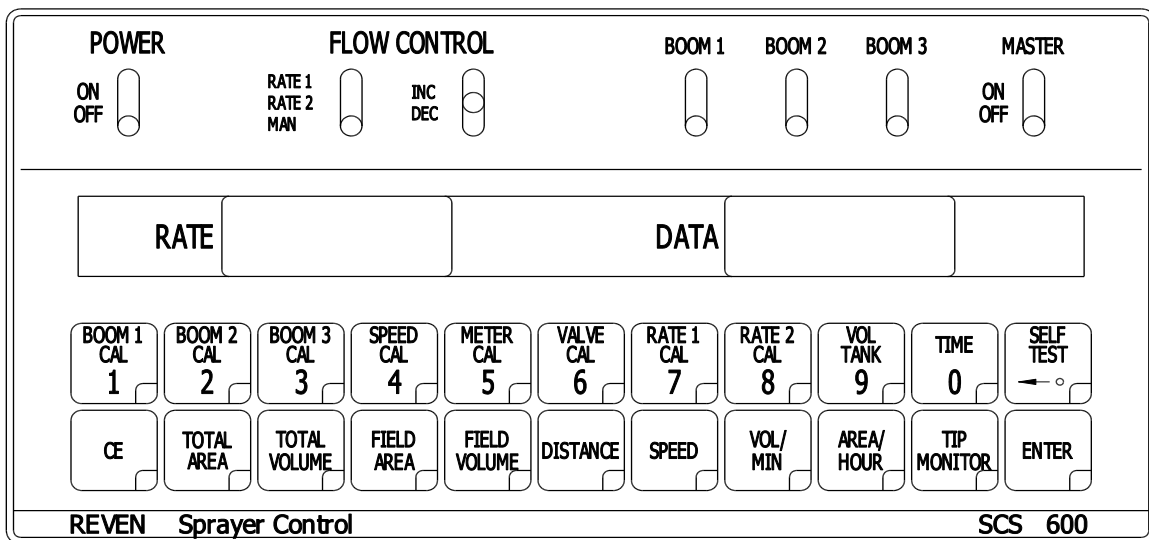 POWER FLOW CONTROL BOOM 1 BOOM 2 BOOM 3 MASTER
ON
OFF
RATE 1
RATE 2
MAN
INC
DEC
ON
OFF
RATE DATA
BOOM 1
CAL
1
BOOM 2
CAL
2
BOOM 3
CAL
3
SPEED
CAL
4
METER
CAL
5
VALVE
CAL
6
RATE 1
CAL
7
RATE 2
CAL
8
VOL
TANK
9
TIME
0
SELF
TEST
CE
TOTAL
AREA
TOTAL
VOLUME
FIELD
AREA
FIELD
VOLUME
DISTANCE
SPEED
VOL/
MIN
AREA/
HOUR
TIP
MONITOR
ENTER
REVEN Sprayer Control SCS 600